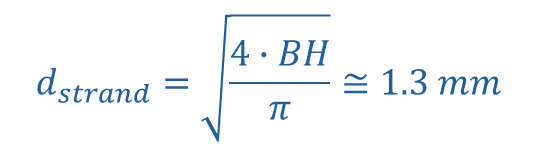 d_strand = √(4 · BH / π) ≅ 1.3 mm